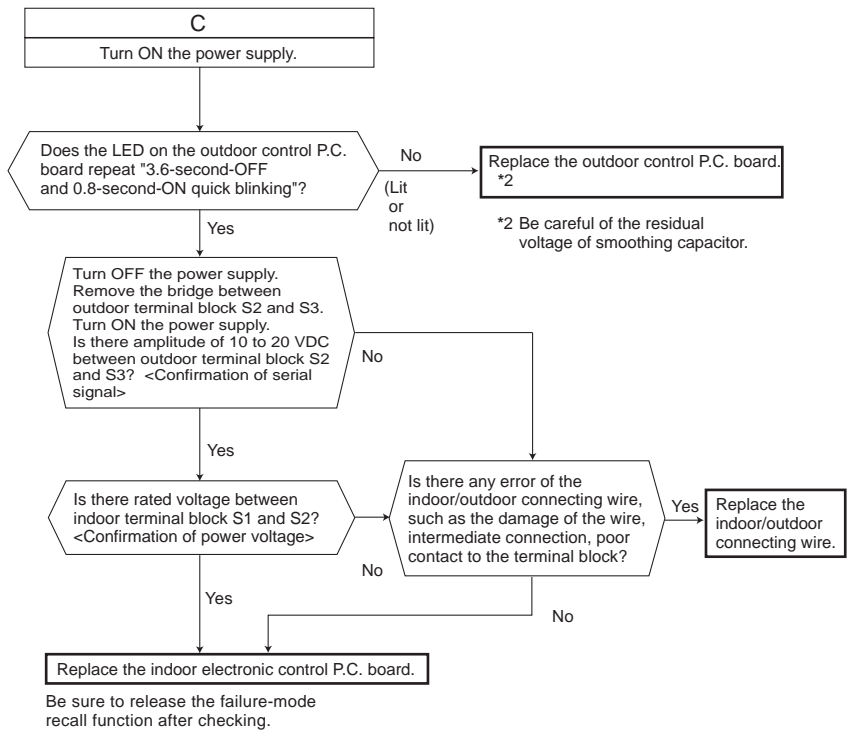 C
Turn ON the power supply.
Does the LED on the outdoor control P.C.
board repeat "3.6-second-OFF
and 0.8-second-ON quick blinking"?
No
(Lit
or
not lit)
Replace the outdoor control P.C. board.
*2
*2 Be careful of the residual
voltage of smoothing capacitor.
Yes
Turn OFF the power supply.
Remove the bridge between
outdoor terminal block S2 and S3.
Turn ON the power supply.
Is there amplitude of 10 to 20 VDC
between outdoor terminal block S2
and S3? <Confirmation of serial
signal>
No
Yes
Is there rated voltage between
indoor terminal block S1 and S2?
<Confirmation of power voltage>
No
Is there any error of the
indoor/outdoor connecting wire,
such as the damage of the wire,
intermediate connection, poor
contact to the terminal block?
Yes
Replace the
indoor/outdoor
connecting wire.
Yes
No
Replace the indoor electronic control P.C. board.
Be sure to release the failure-mode
recall function after checking.